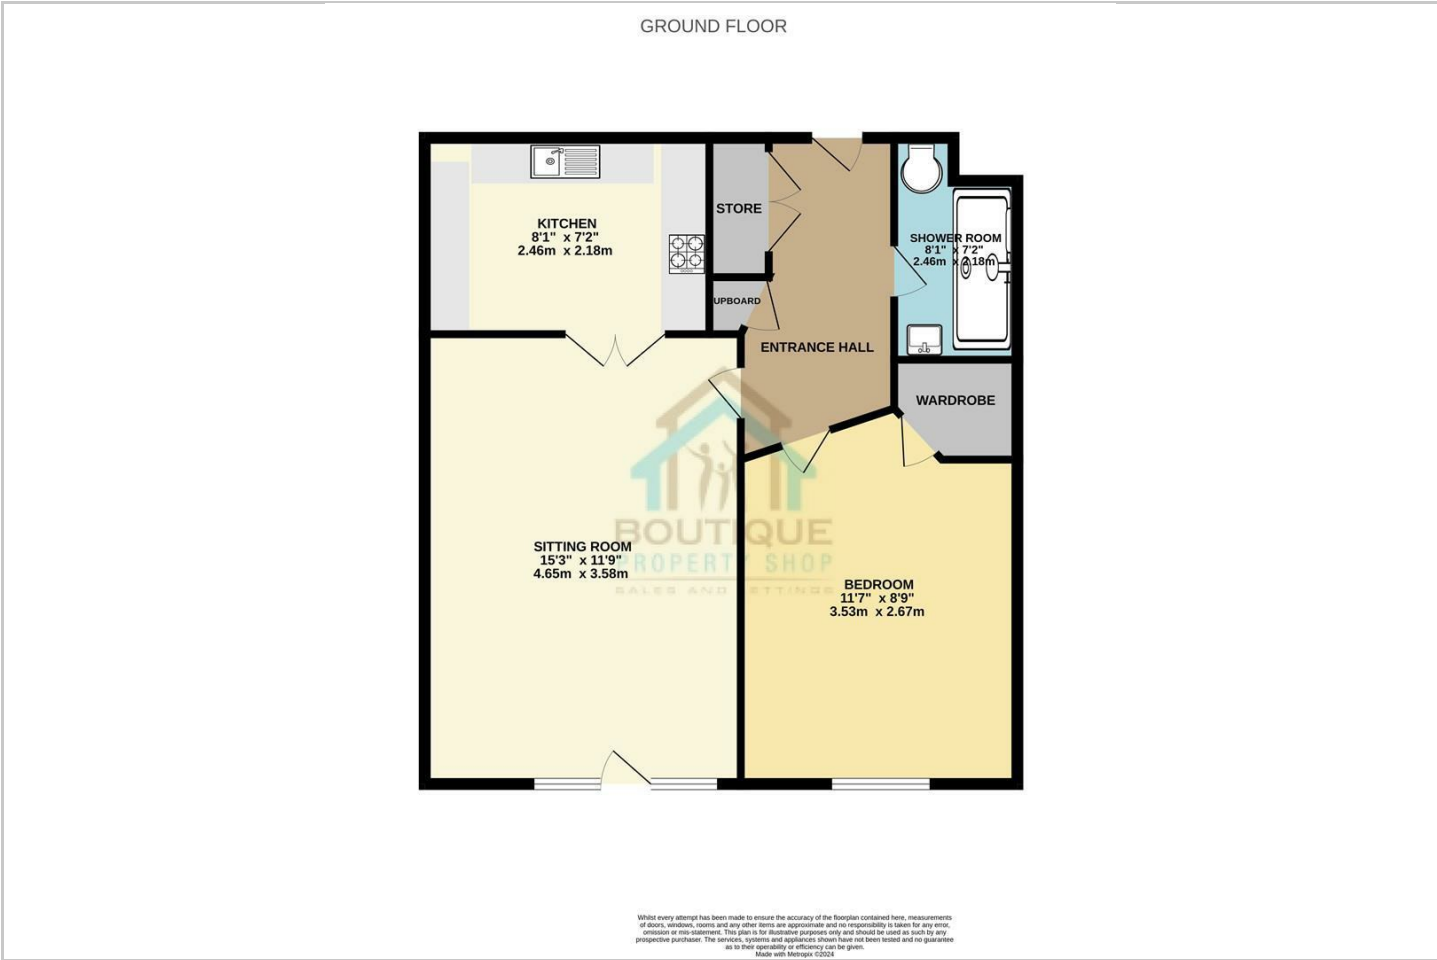 GROUND FLOOR
KITCHEN
8'1" x 7'2"
2.46m x 2.18m
STORE
UPBOARD
ENTRANCE HALL
SHOWER ROOM
8'1" x 7'2"
2.46m x 2.18m
WARDROBE
BOUTIQUE
PROPERTY SHOP
SALES AND LETTINGS
SITTING ROOM
15'3" x 11'9"
4.65m x 3.58m
BEDROOM
11'7" x 8'9"
3.53m x 2.67m
Whilst every attempt has been made to ensure the accuracy of the floorplan contained here, measurements
of doors, windows, rooms and any other items are approximate and no responsibility is taken for any error,
omission or mis-statement. This plan is for illustrative purposes only and should be used as such by any
prospective purchaser. The services, systems and appliances shown have not been tested and no guarantee
as to their operability or efficiency can be given.
Made with Metropix ©2024